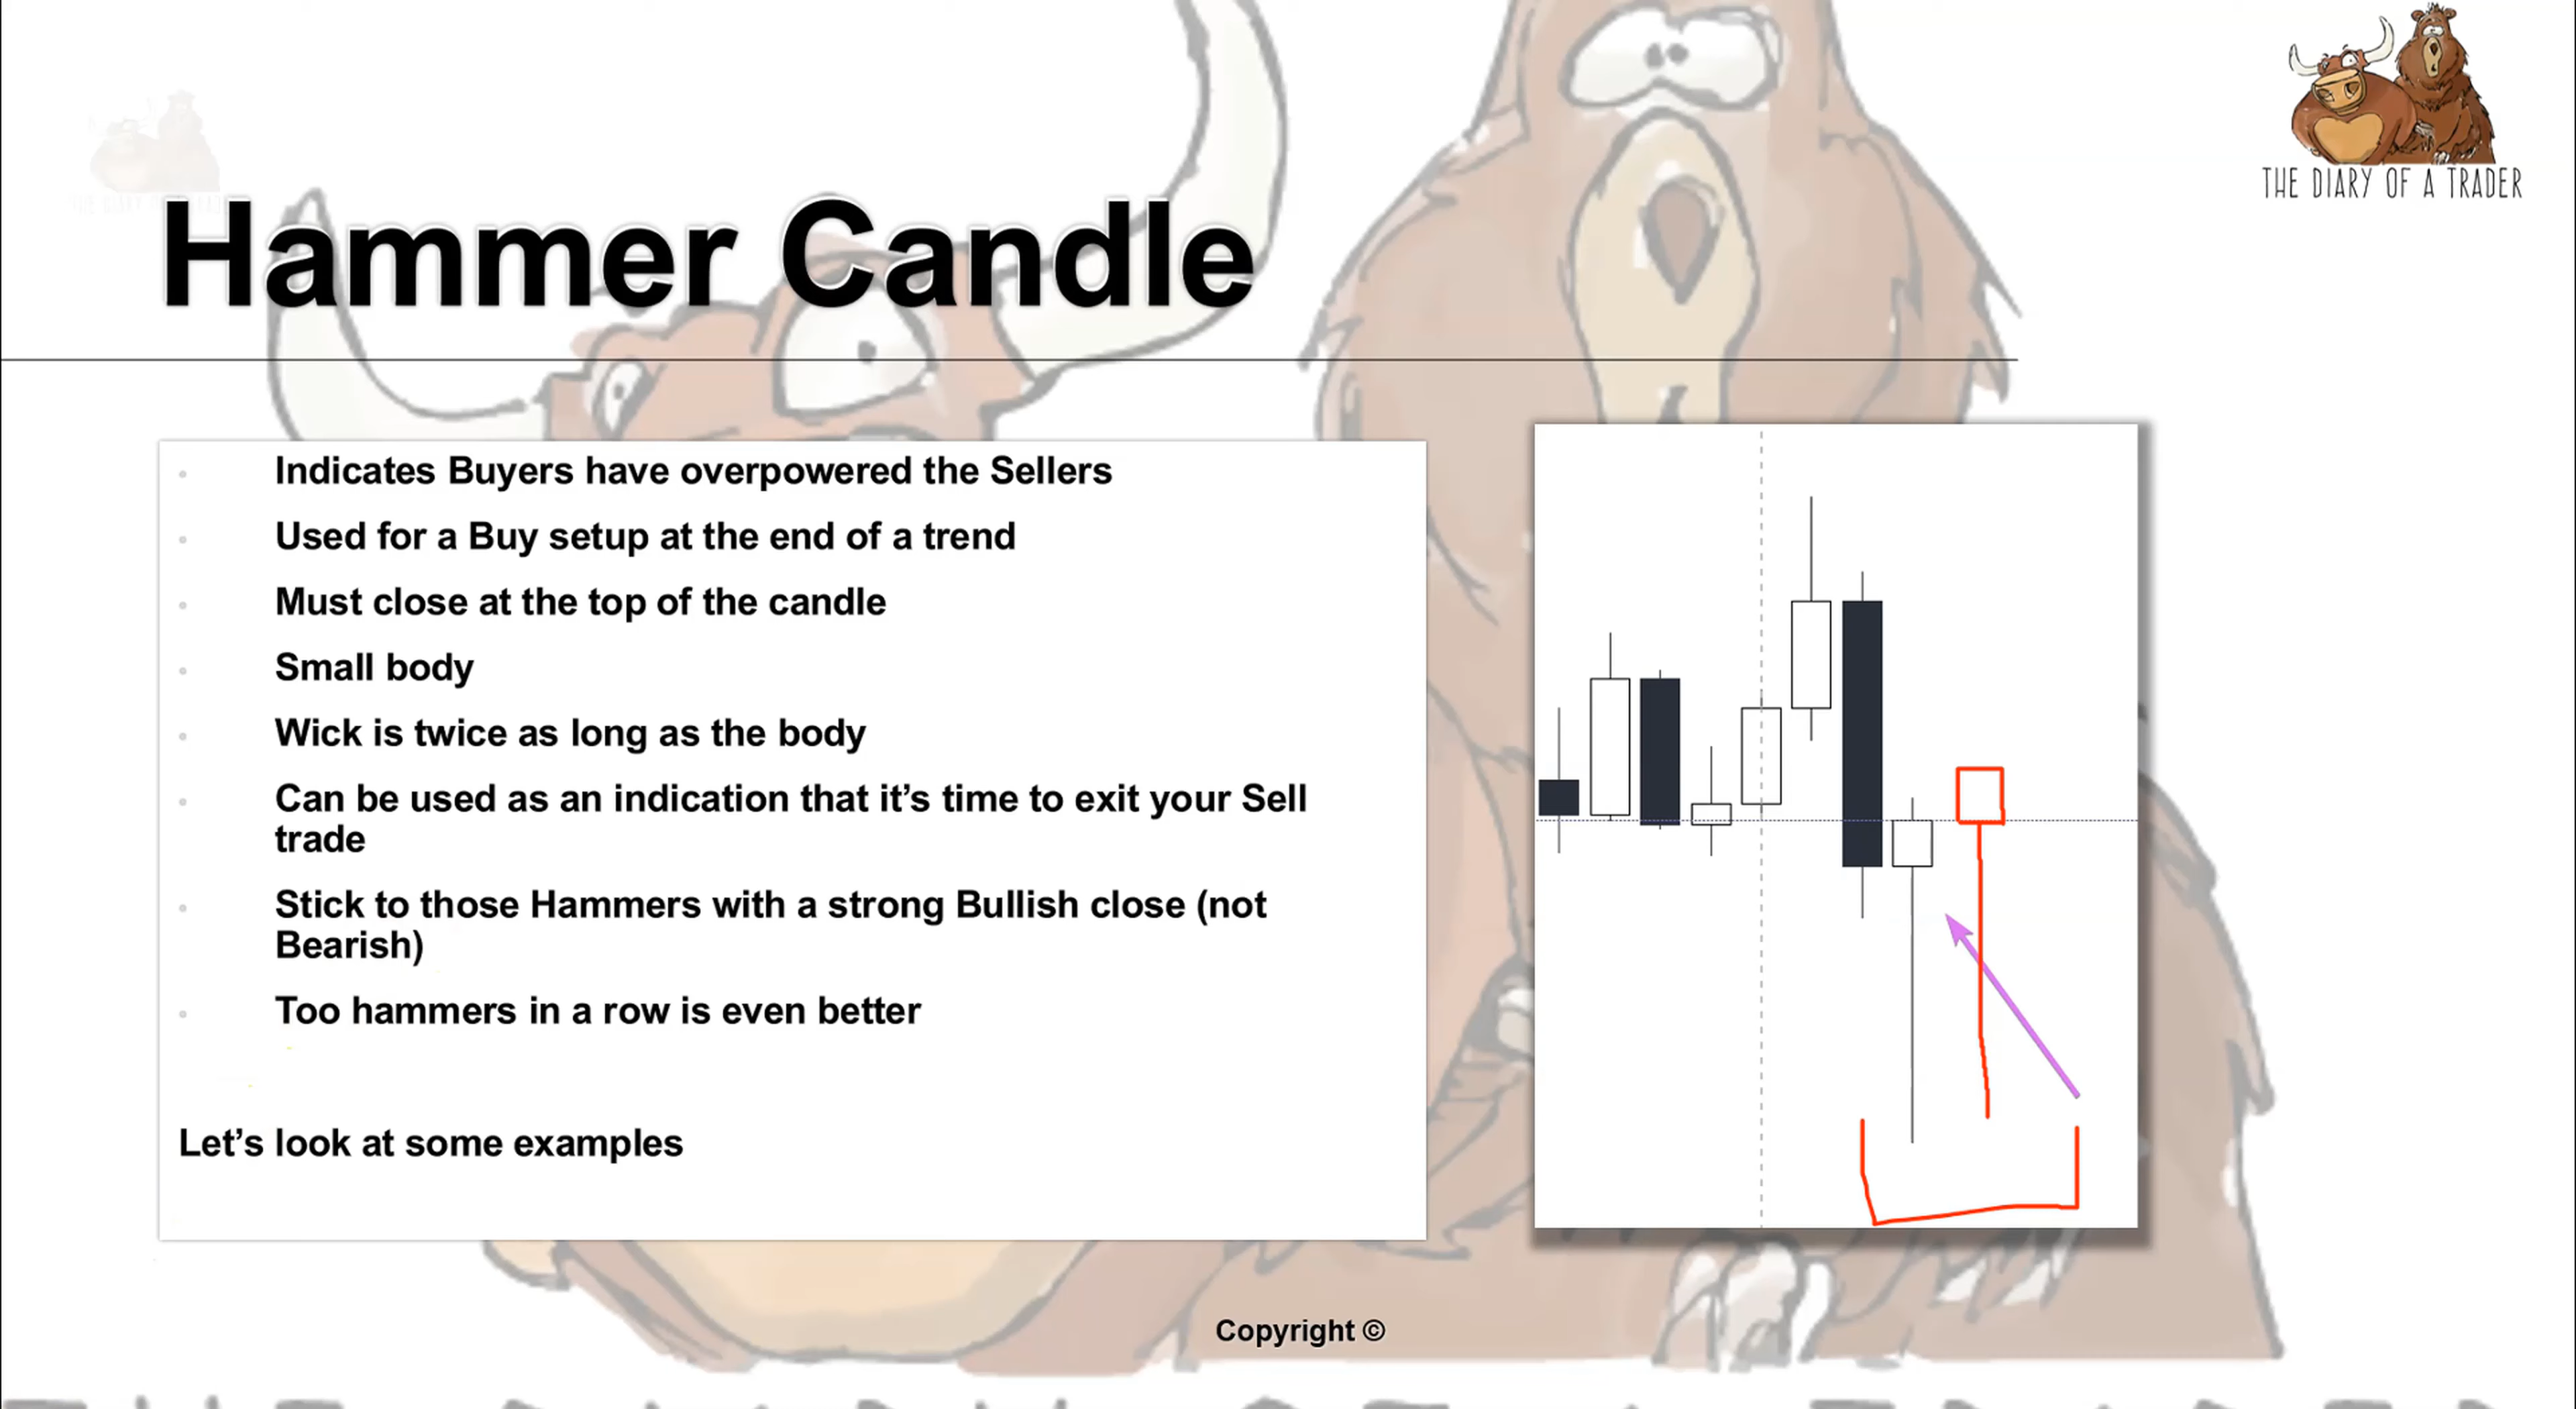 THE DIARY OF A TRADER
Hammer Candle
Indicates Buyers have overpowered the Sellers
Used for a Buy setup at the end of a trend
Must close at the top of the candle
Small body
Wick is twice as long as the body
Can be used as an indication that it’s time to exit your Sell
trade
Stick to those Hammers with a strong Bullish close (not
Bearish)
Too hammers in a row is even better
Let’s look at some examples
Copyright ©